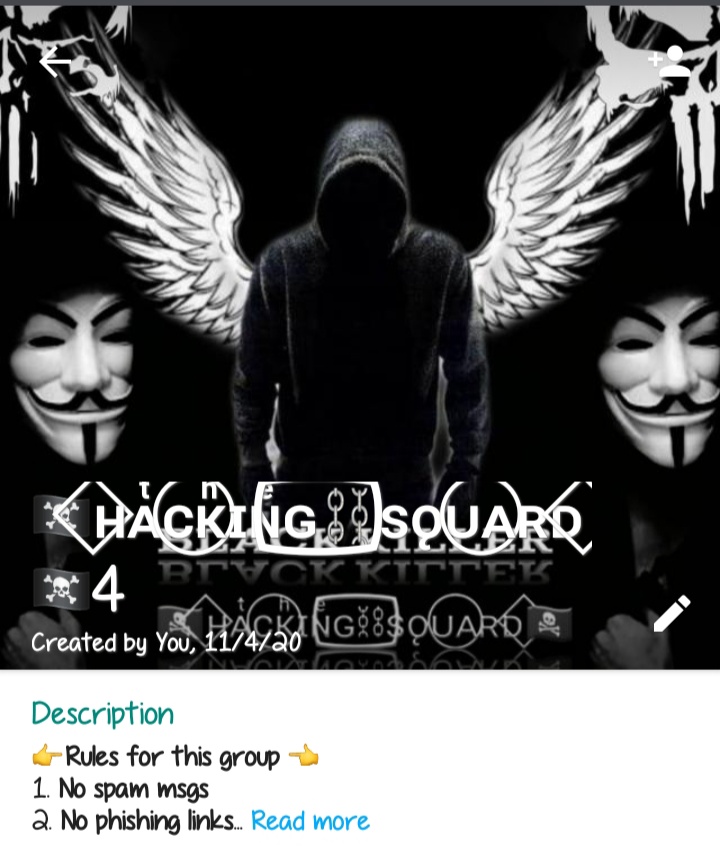 🏴‍☠️HACKING⛓️SQUARD
BLACK KILLER
🏴‍☠️4
🏴‍☠️HACKING⛓️SQUARD🏴‍☠️
Created by You, 11/4/20
Description
👉Rules for this group 👈
1. No spam msgs
2. No phishing links... Read more